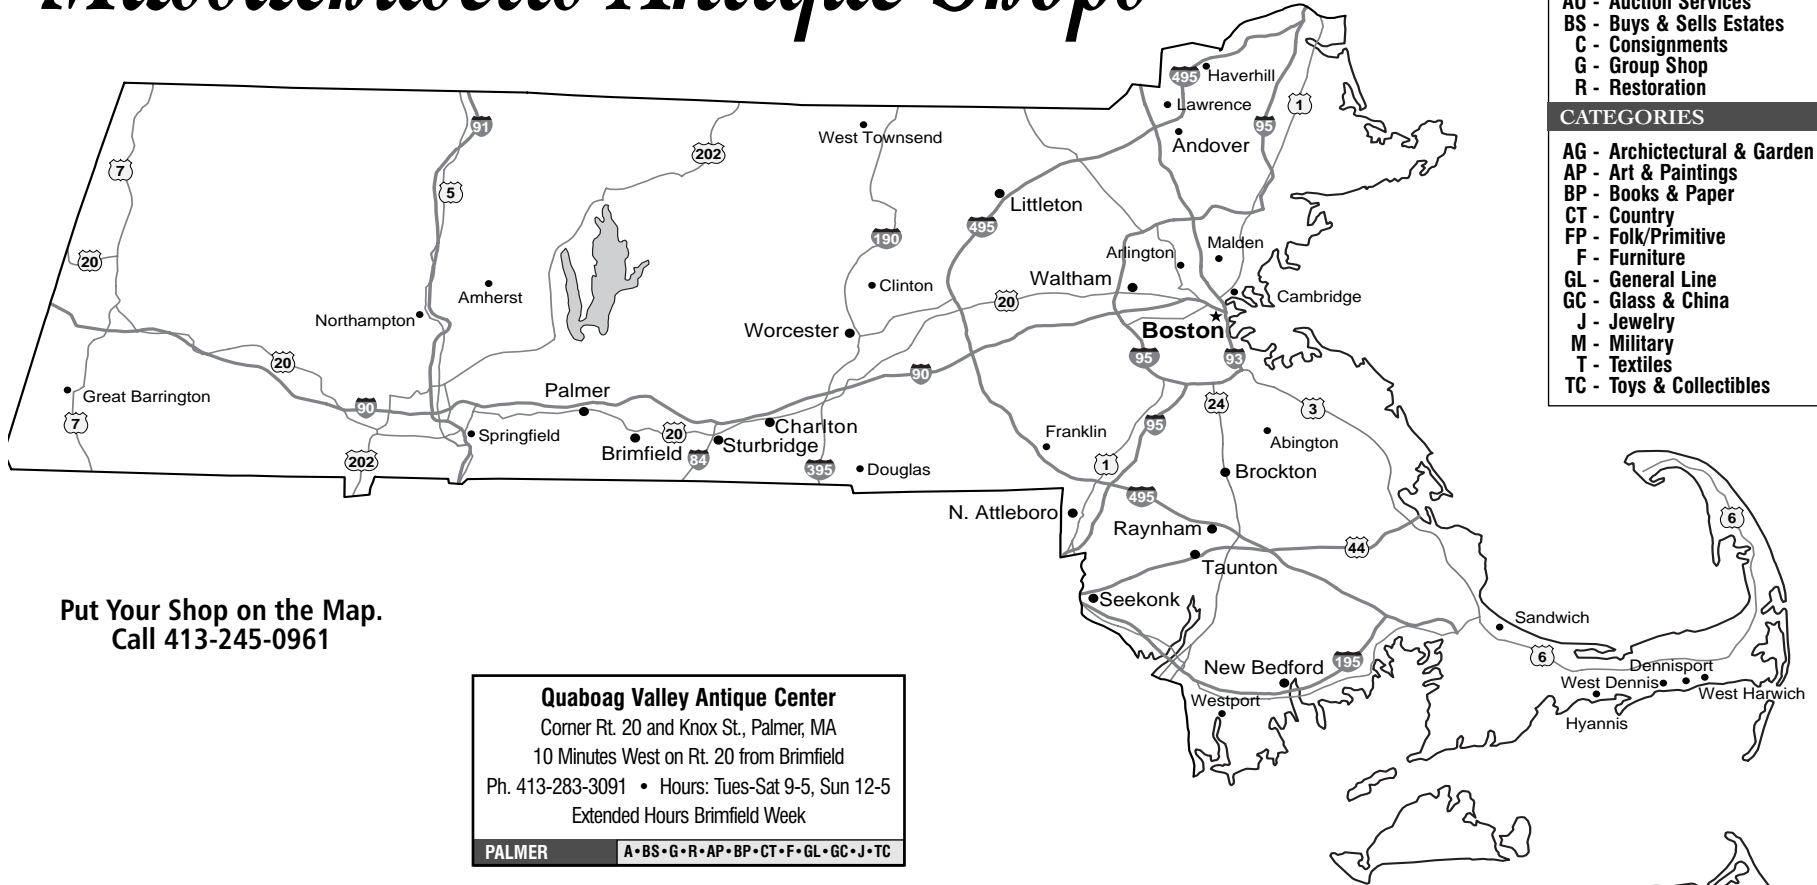 Massachusetts Antique Shops
AU - Auction Services
BS - Buys & Sells Estates
C - Consignments
G - Group Shop
R - Restoration
CATEGORIES
AG - Archictectural & Garden
AP - Art & Paintings
BP - Books & Paper
CT - Country
FP - Folk/Primitive
F - Furniture
GL - General Line
GC - Glass & China
J - Jewelry
M - Military
T - Textiles
TC - Toys & Collectibles
495
Haverhill
Lawrence
1
91
West Townsend
95
Andover
202
7
5
Littleton
495
190
Malden
Arlington
20
Waltham
Clinton
Amherst
20
Cambridge
Northampton
Worcester
Boston
95
93
20
90
Great Barrington
Palmer
90
24
3
7
Charlton
95
Franklin
Springfield
20
Abington
Brimfield
Sturbridge
84
202
395
Douglas
1
Brockton
495
N. Attleboro
6
Raynham
44
Taunton
Seekonk
Put Your Shop on the Map.
Call 413-245-0961
Sandwich
6
195
New Bedford
Dennisport
West Dennis
West Harwich
Westport
Hyannis
Quaboag Valley Antique Center
Corner Rt. 20 and Knox St., Palmer, MA
10 Minutes West on Rt. 20 from Brimfield
Ph. 413-283-3091 • Hours: Tues-Sat 9-5, Sun 12-5
Extended Hours Brimfield Week
PALMER A•BS•G•R•AP•BP•CT•F•GL•GC•J•TC